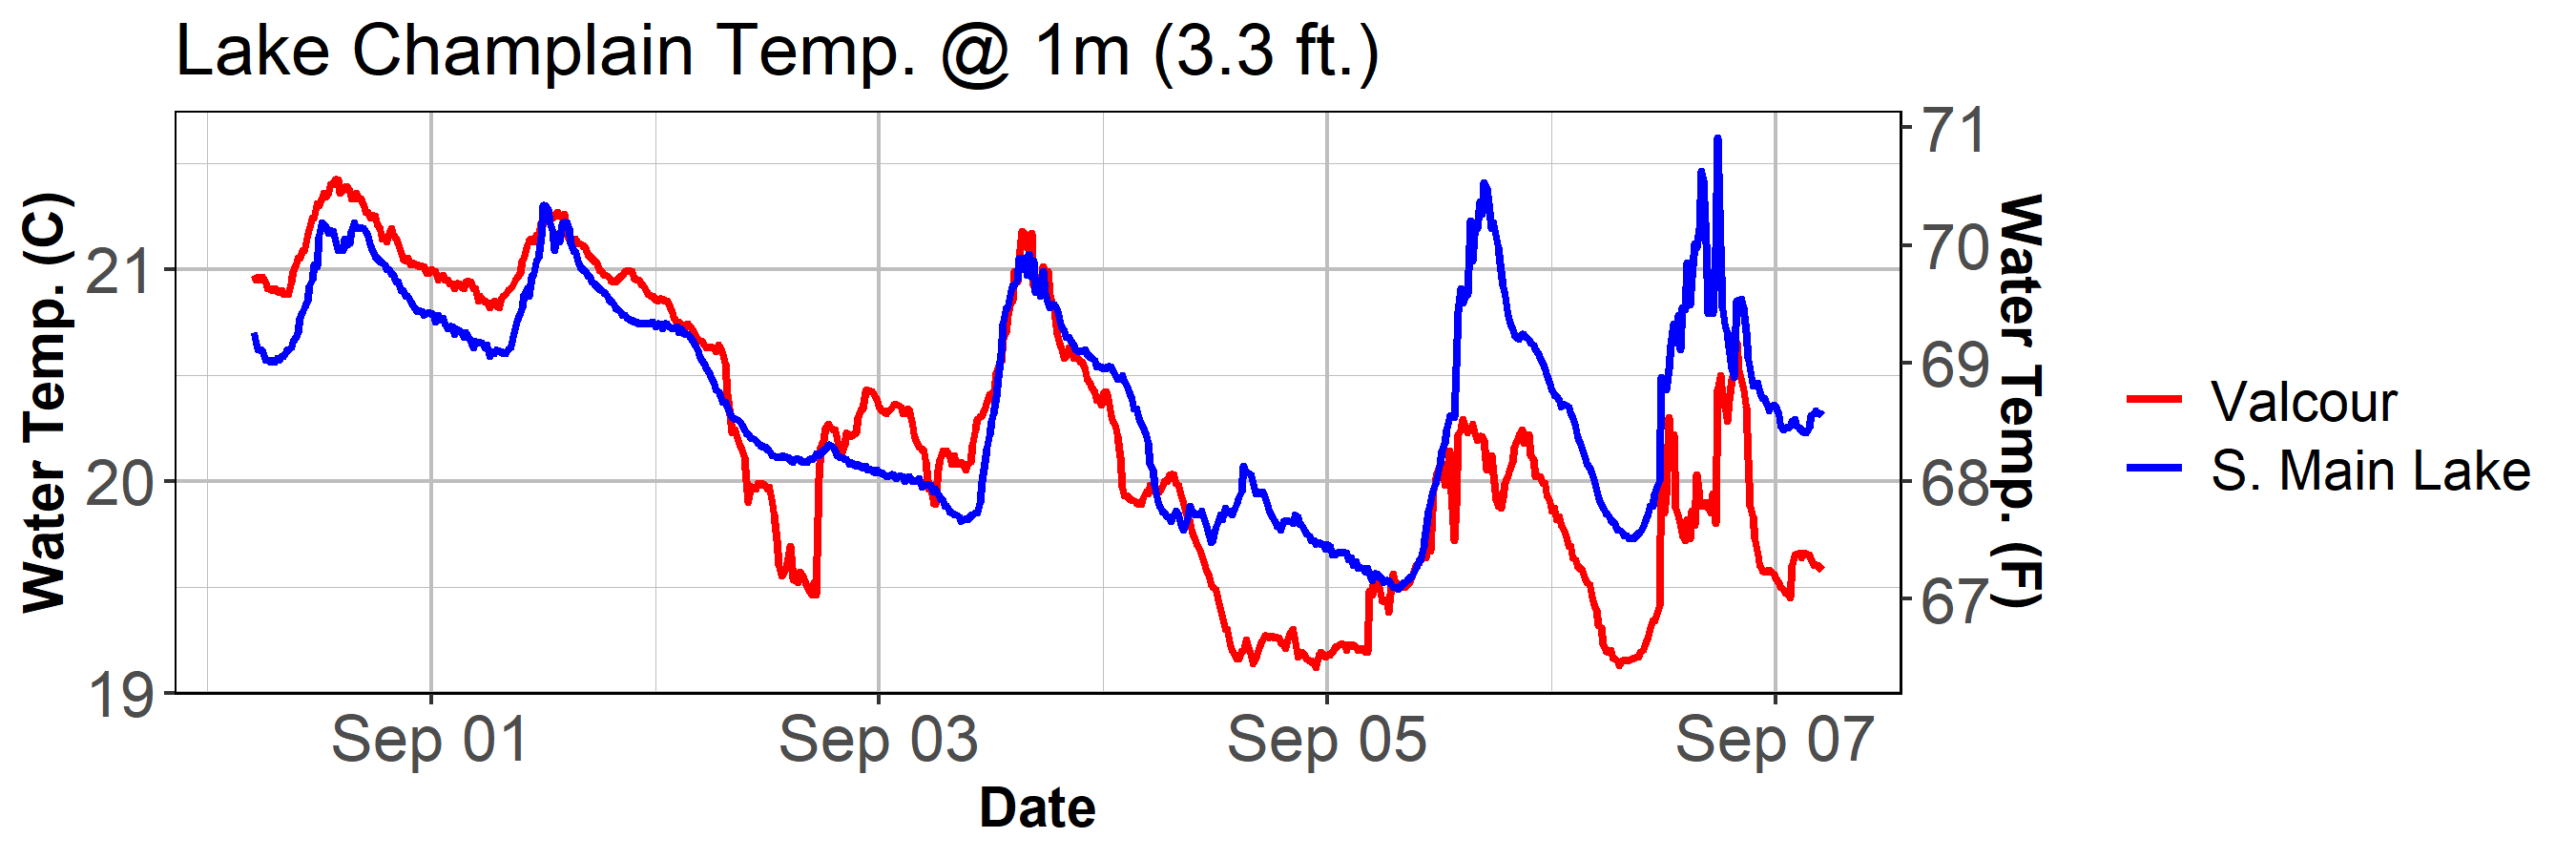 Lake Champlain Temp. @ 1m (3.3 ft.)
Water Temp. (C)
21
20
19
71
70
69
68
67
Water Temp. (F)
Sep 01
Sep 03
Sep 05
Sep 07
Date
Valcour
S. Main Lake